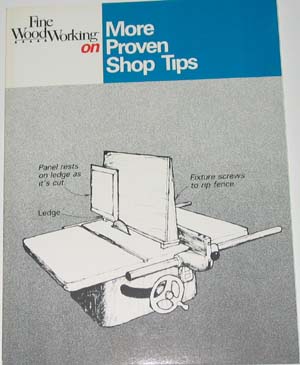 Fine
WoodWorking
on
More
Proven
Shop Tips
Panel rests
on ledge as
it's cut.
Ledge
Fixture screws
to rip fence.